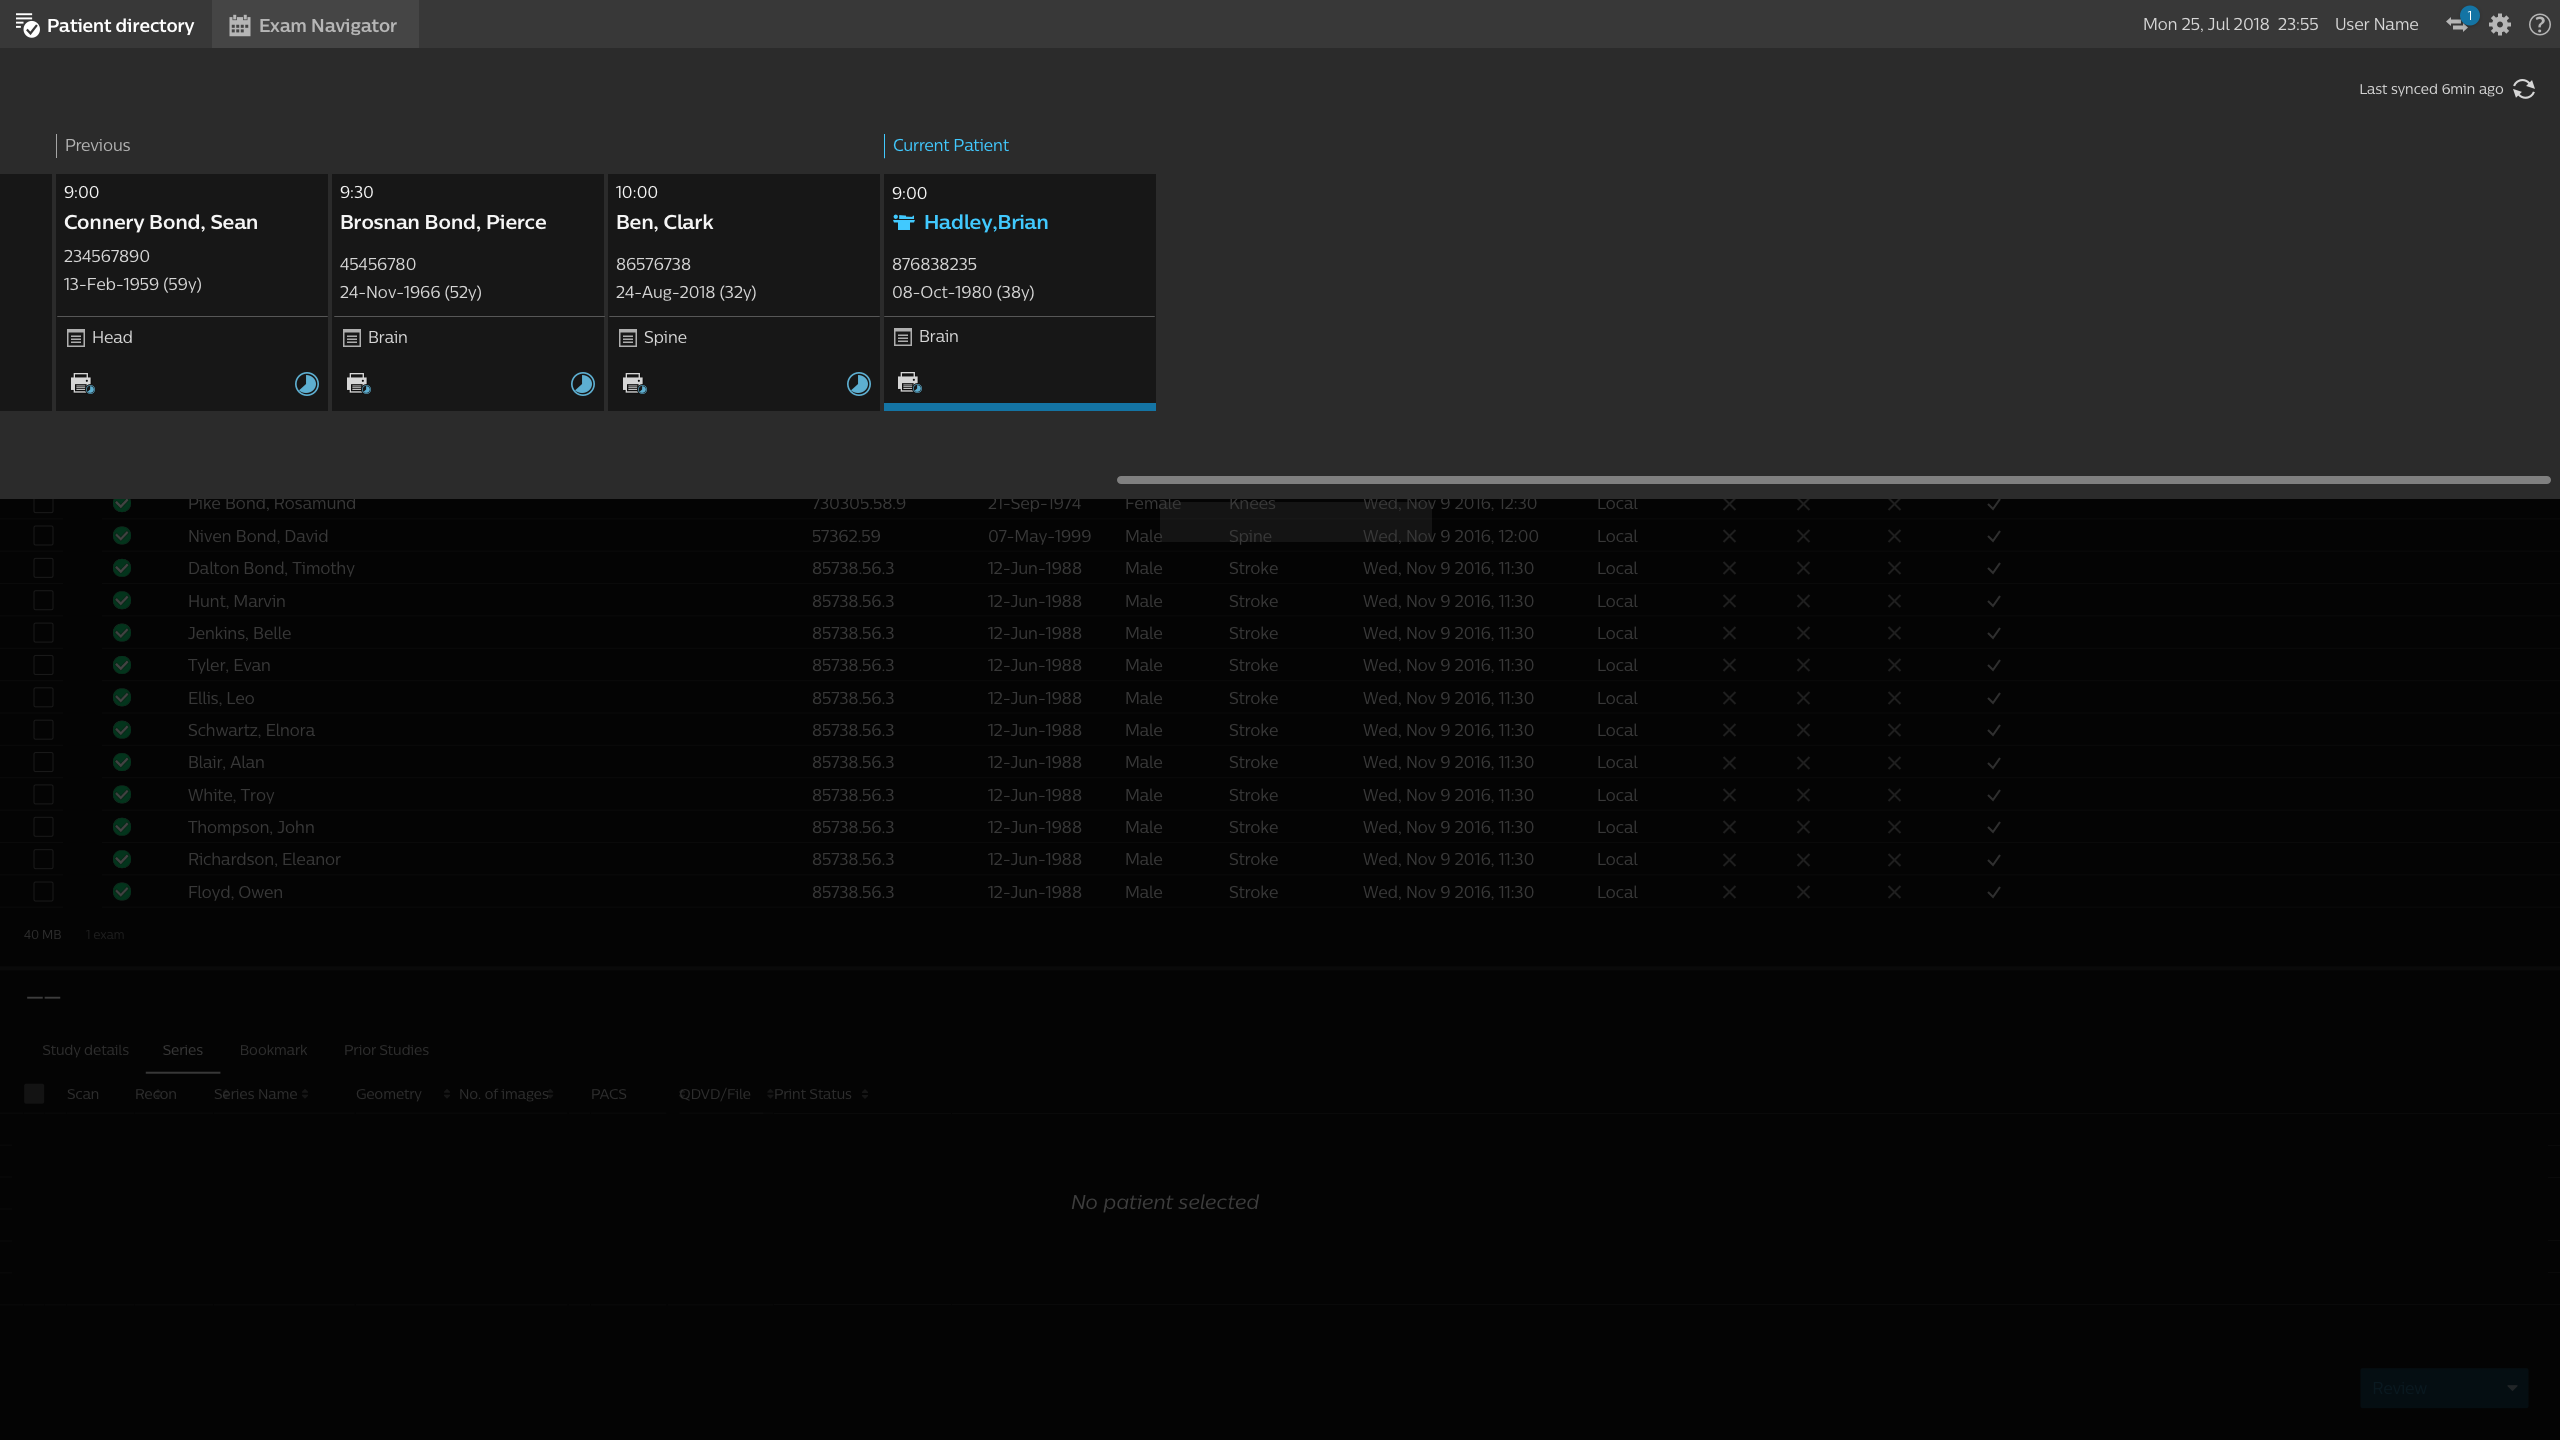 Patient directory Exam Navigator Mon 25, Jul 2018 23:55 User Name 1
Last synced 6min ago
Previous Current Patient
9:00 9:30 10:00 9:00
Connery Bond, Sean Brosnan Bond, Pierce Ben, Clark Hadley,Brian
234567890 45456780 86576738 876838235
13-Feb-1959 (59y) 24-Nov-1966 (52y) 24-Aug-2018 (32y) 08-Oct-1980 (38y)
Head Brain Spine Brain
Pike Bond, Rosamund 730305.58.9 21-Sep-1974 Female Knees Wed, Nov 9 2016, 12:30 Local
Niven Bond, David 57362.59 07-May-1999 Male Spine Wed, Nov 9 2016, 12:00 Local
Dalton Bond, Timothy 85738.56.3 12-Jun-1988 Male Stroke Wed, Nov 9 2016, 11:30 Local
Hunt, Marvin 85738.56.3 12-Jun-1988 Male Stroke Wed, Nov 9 2016, 11:30 Local
Jenkins, Belle 85738.56.3 12-Jun-1988 Male Stroke Wed, Nov 9 2016, 11:30 Local
Tyler, Evan 85738.56.3 12-Jun-1988 Male Stroke Wed, Nov 9 2016, 11:30 Local
Ellis, Leo 85738.56.3 12-Jun-1988 Male Stroke Wed, Nov 9 2016, 11:30 Local
Schwartz, Elnora 85738.56.3 12-Jun-1988 Male Stroke Wed, Nov 9 2016, 11:30 Local
Blair, Alan 85738.56.3 12-Jun-1988 Male Stroke Wed, Nov 9 2016, 11:30 Local
White, Troy 85738.56.3 12-Jun-1988 Male Stroke Wed, Nov 9 2016, 11:30 Local
Thompson, John 85738.56.3 12-Jun-1988 Male Stroke Wed, Nov 9 2016, 11:30 Local
Richardson, Eleanor 85738.56.3 12-Jun-1988 Male Stroke Wed, Nov 9 2016, 11:30 Local
Floyd, Owen 85738.56.3 12-Jun-1988 Male Stroke Wed, Nov 9 2016, 11:30 Local
40 MB 1 exam
Study details Series Bookmark Prior Studies
Scan Recon Series Name Geometry No. of images PACS QDVD/File Print Status
No patient selected
Review